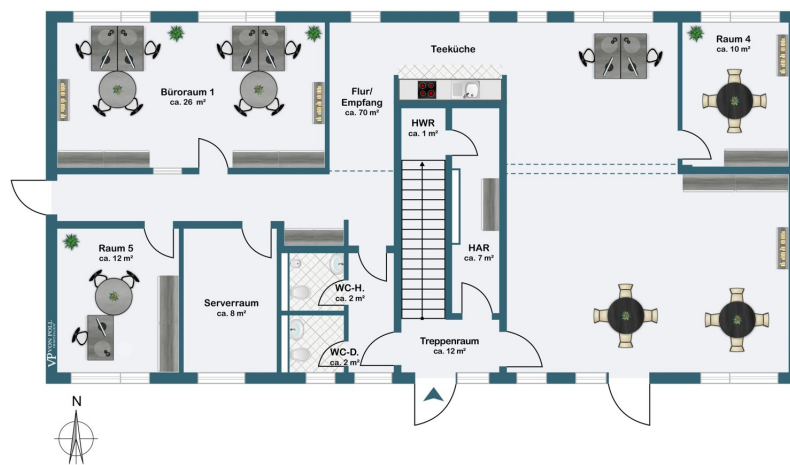 Teeküche
Raum 4
ca. 10 m²
Büroraum 1
ca. 26 m²
Flur/
Empfang
ca. 70 m²
HWR
ca. 1 m²
Raum 5
ca. 12 m²
Serverraum
ca. 8 m²
WC-H.
ca. 2 m²
HAR
ca. 7 m²
WC-D.
ca. 2 m²
Treppenraum
ca. 12 m²
VP VON POLL
N